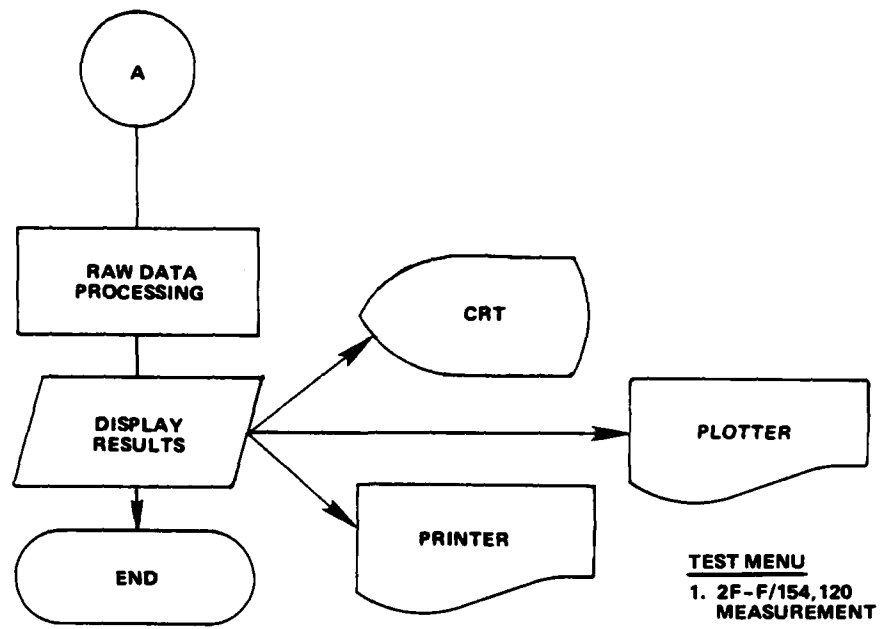 A
RAW DATA
PROCESSING
CRT
DISPLAY
RESULTS
PLOTTER
PRINTER
END
TEST MENU
1. 2F-F/154,120
MEASUREMENT